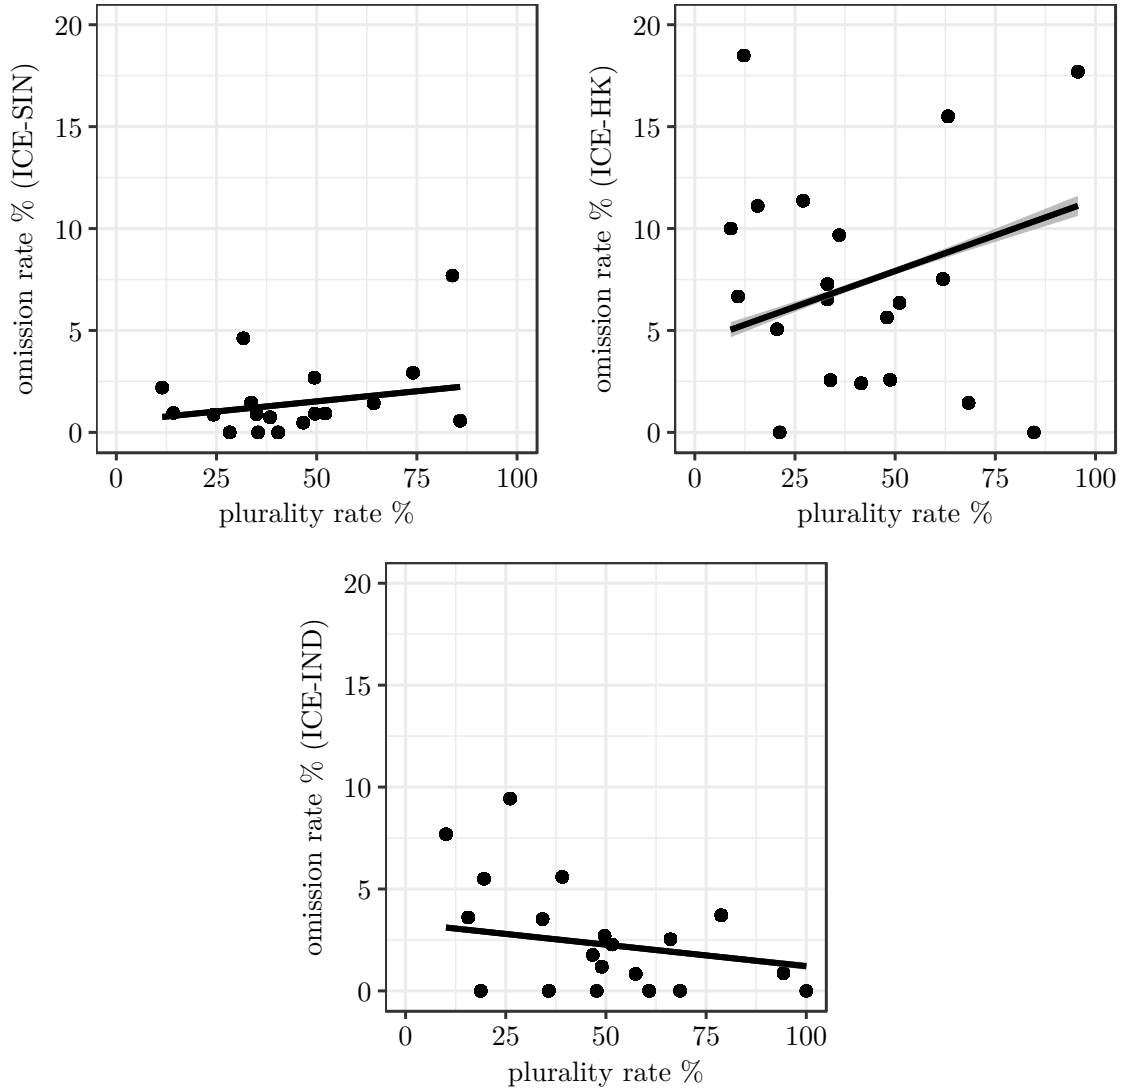 20
15
10
5
0
omission rate % (ICE-SIN)
0 25 50 75 100
plurality rate %
20
15
10
5
0
omission rate % (ICE-HK)
0 25 50 75 100
plurality rate %
20
15
10
5
0
omission rate % (ICE-IND)
0 25 50 75 100
plurality rate %